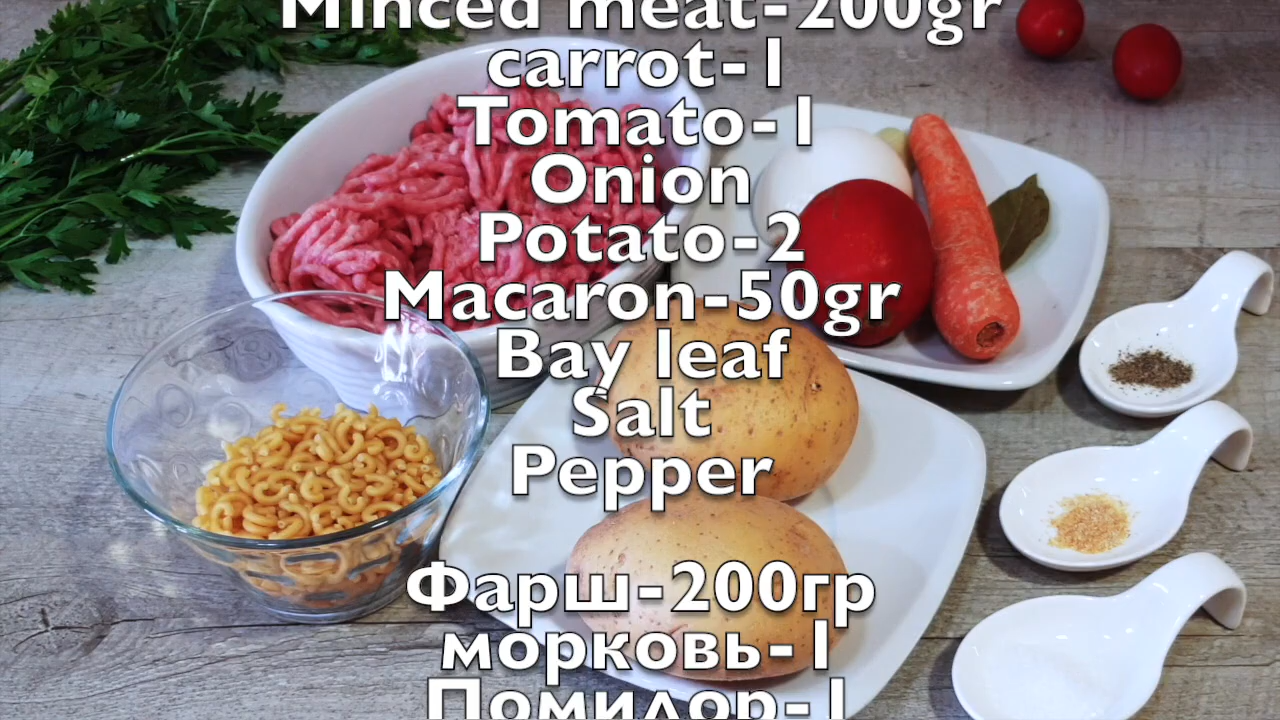 Minced meat-200gr
carrot-1
Tomato-1
Onion
Potato-2
Macaron-50gr
Bay leaf
Salt
Pepper
Фарш-200гр
морковь-1
Помидор-1